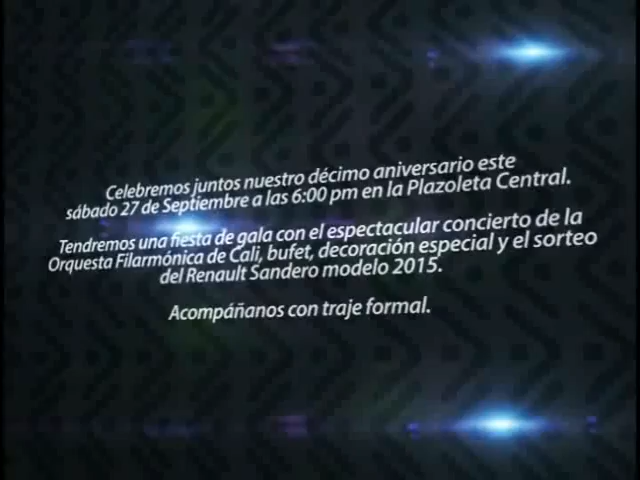 Celebremos juntos nuestro décimo aniversario este
sábado 27 de Septiembre a las 6:00 pm en la Plazoleta Central.
Tendremos una fiesta de gala con el espectacular concierto de la
Orquesta Filarmónica de Cali, bufet, decoración especial y el sorteo
del Renault Sandero modelo 2015.
Acompáñanos con traje formal.